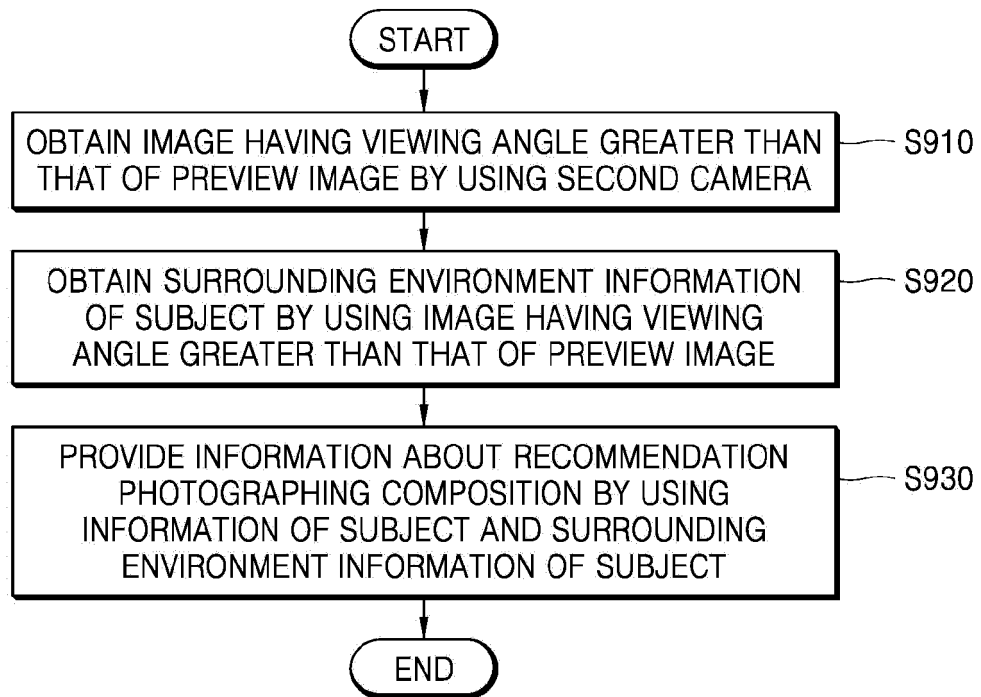 START
OBTAIN IMAGE HAVING VIEWING ANGLE GREATER THAN
THAT OF PREVIEW IMAGE BY USING SECOND CAMERA
S910
OBTAIN SURROUNDING ENVIRONMENT INFORMATION
OF SUBJECT BY USING IMAGE HAVING VIEWING
ANGLE GREATER THAN THAT OF PREVIEW IMAGE
S920
PROVIDE INFORMATION ABOUT RECOMMENDATION
PHOTOGRAPHING COMPOSITION BY USING
INFORMATION OF SUBJECT AND SURROUNDING
ENVIRONMENT INFORMATION OF SUBJECT
S930
END